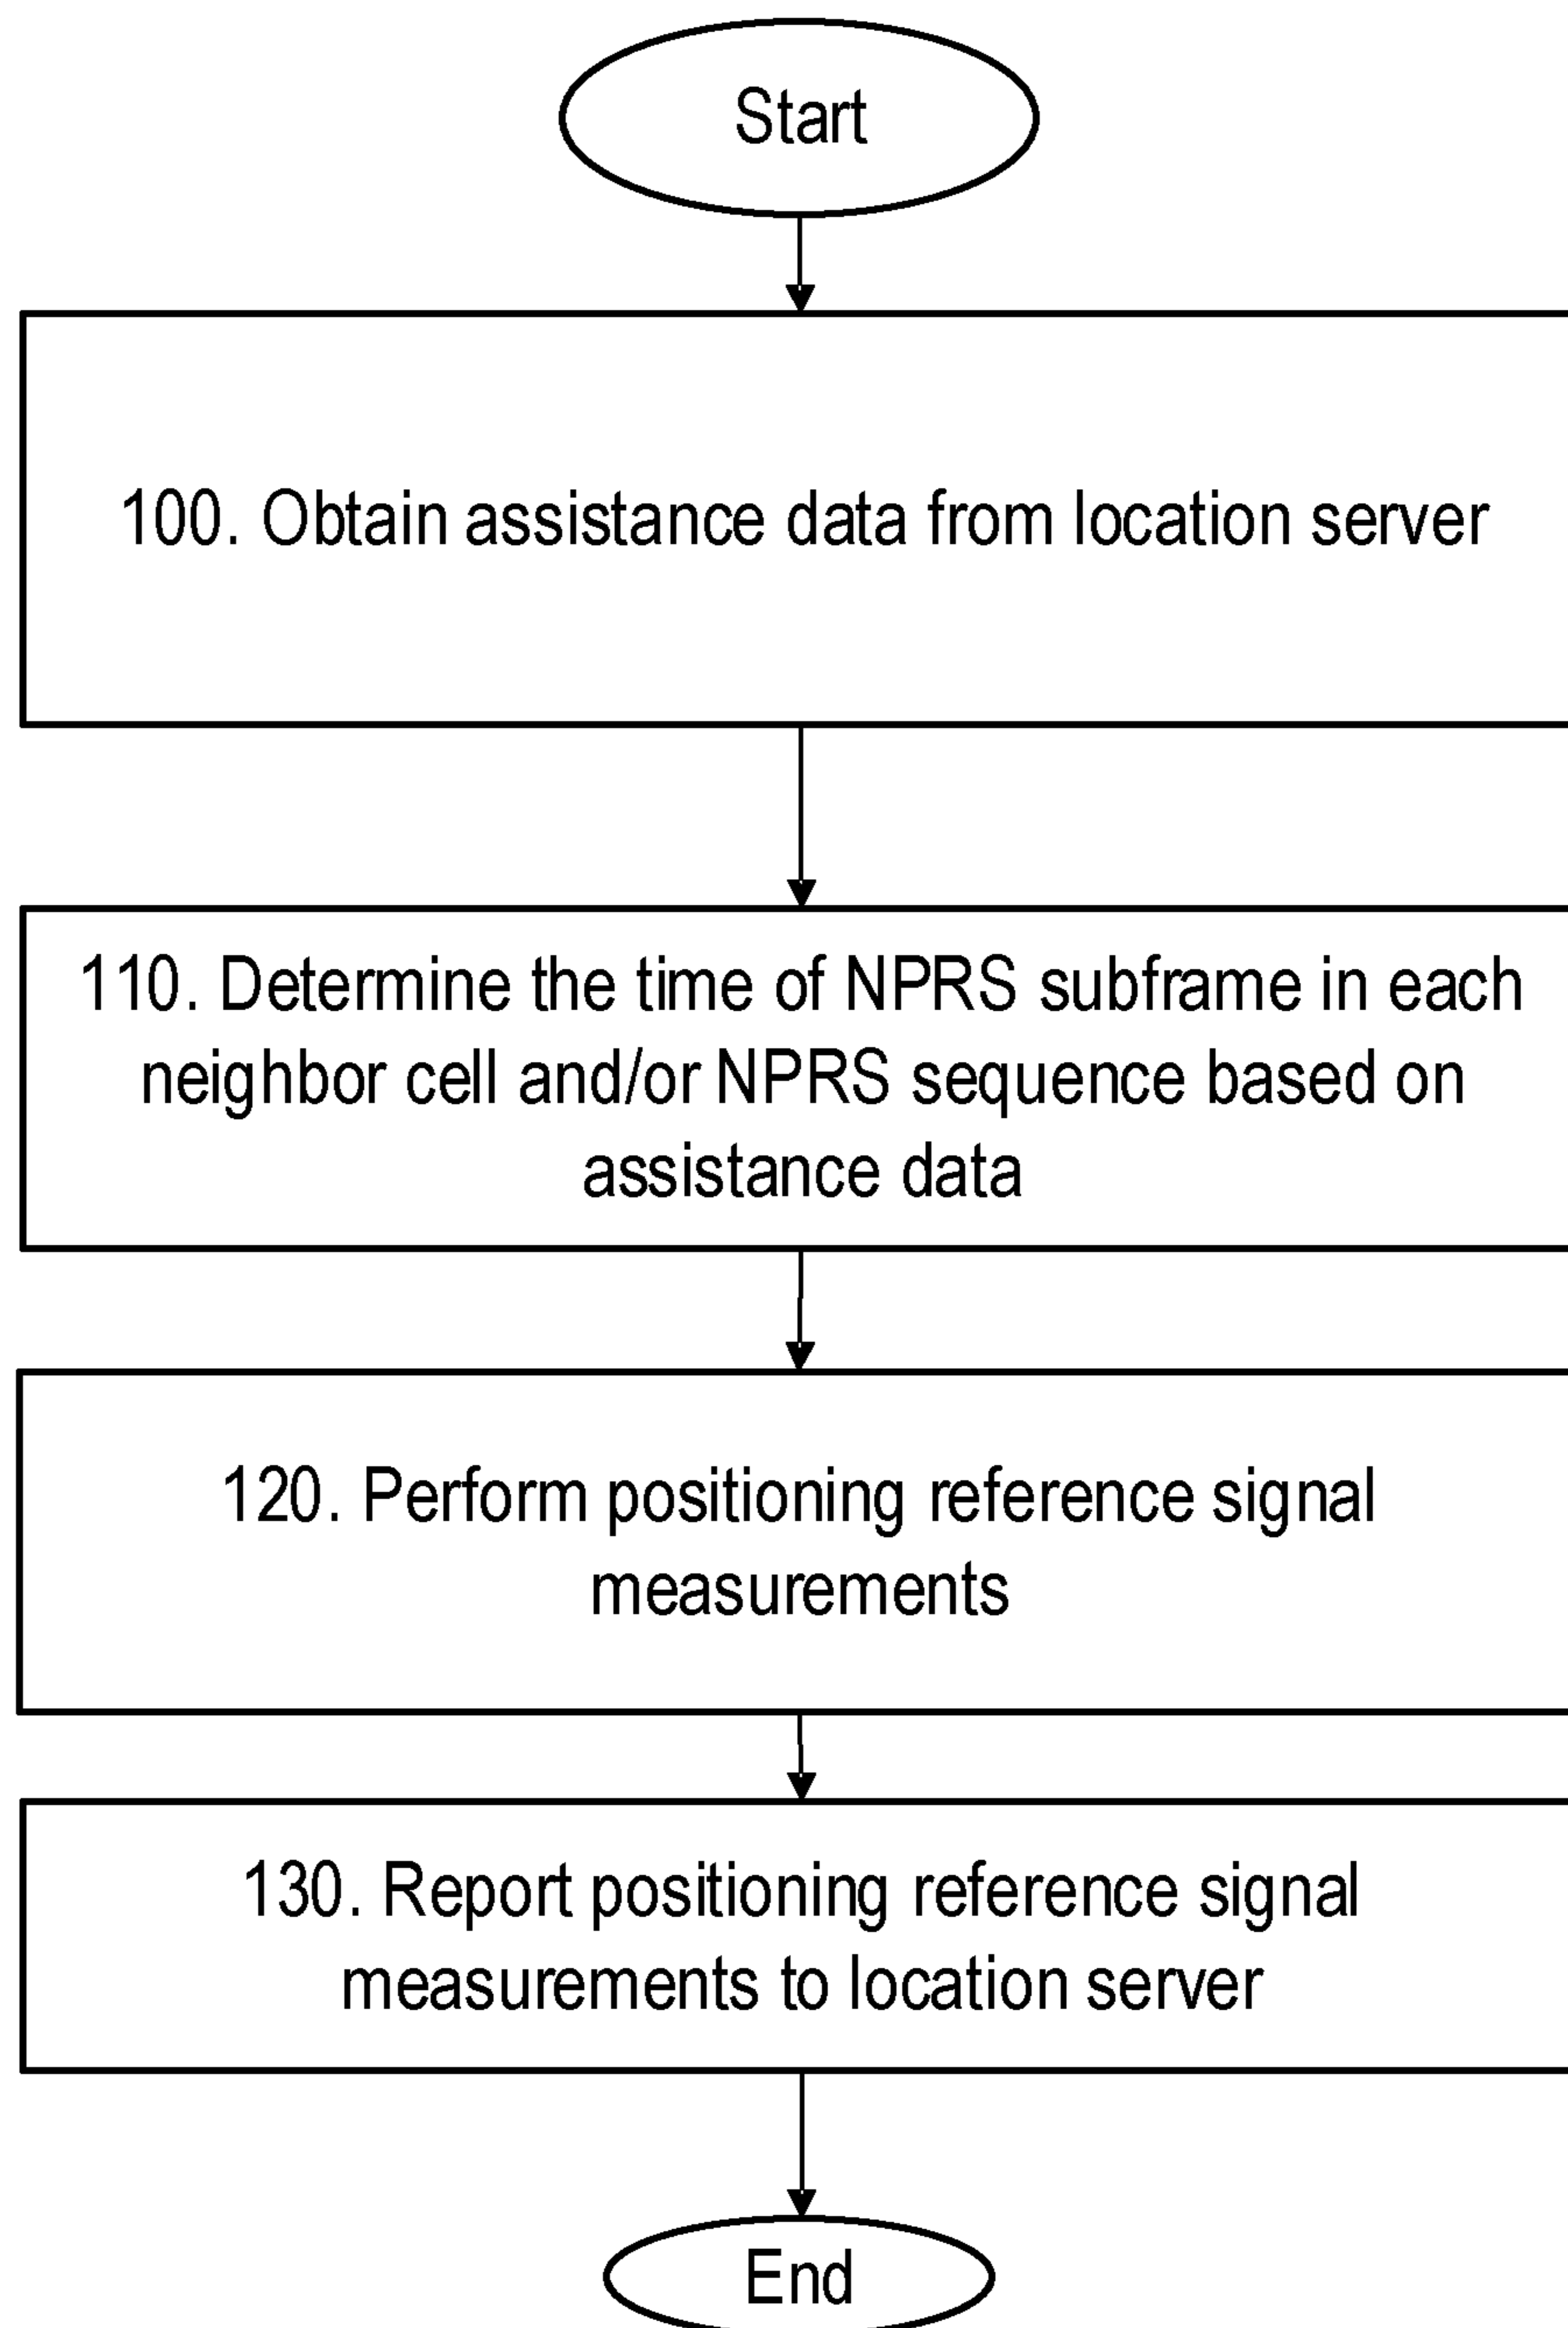 Start
100. Obtain assistance data from location server
110. Determine the time of NPRS subframe in each
neighbor cell and/or NPRS sequence based on
assistance data
120. Perform positioning reference signal
measurements
130. Report positioning reference signal
measurements to location server
End